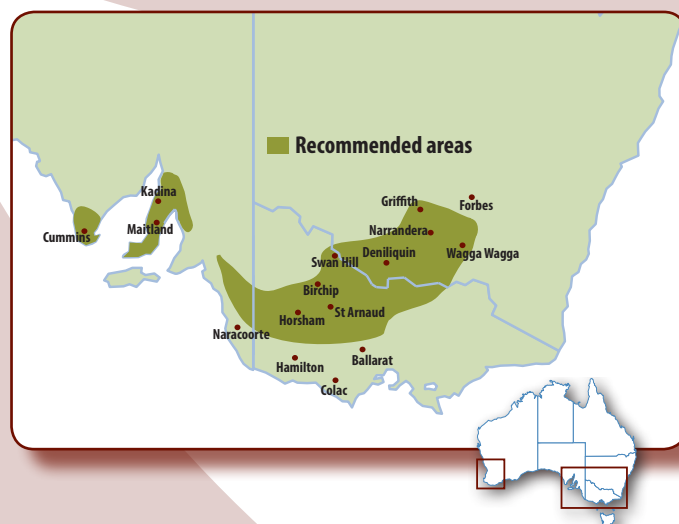 Recommended areas
Kadina
Cummins
Maitland
Griffith
Forbes
Narrandera
Wagga Wagga
Swan Hill
Deniliquin
Birchip
Horsham
St Arnaud
Naracoorte
Hamilton
Ballarat
Colac